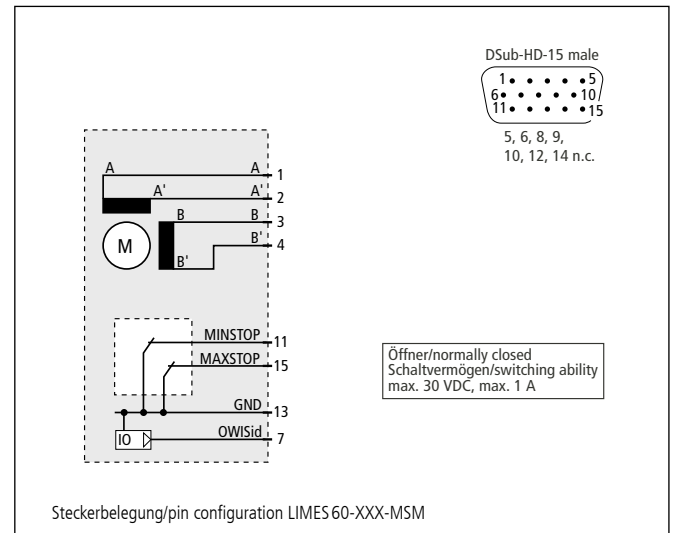 DSub-HD-15 male
1 5
6 10
11 15
5, 6, 8, 9,
10, 12, 14 n.c.
A A 1
A' A' 2
B B 3
M B' 4
B'
MINSTOP 11
MAXSTOP 15
GND 13
IO OWISid 7
Öffner/normally closed
Schaltvermögen/switching ability
max. 30 VDC, max. 1 A
Steckerbelegung/pin configuration LIMES60-XXX-MSM